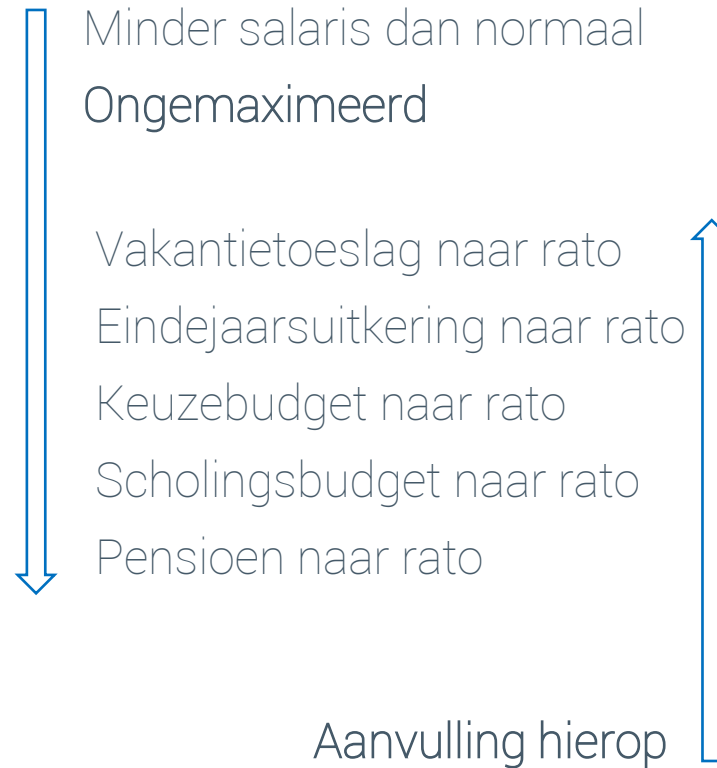 Minder salaris dan normaal
Ongemaximeerd
Vakantietoeslag naar rato
Eindejaarsuitkering naar rato
Keuzebudget naar rato
Scholingsbudget naar rato
Pensioen naar rato
Aanvulling hierop